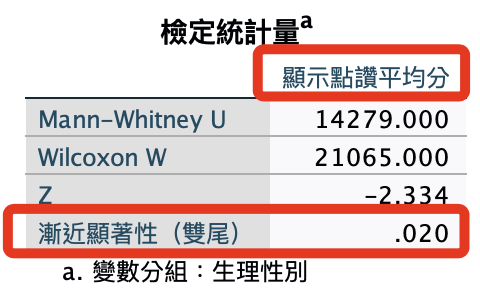 檢定統計量a
顯示點讚平均分
Mann-Whitney U 14279.000
Wilcoxon W 21065.000
Z -2.334
漸近顯著性（雙尾） .020
a. 變數分組：生理性別